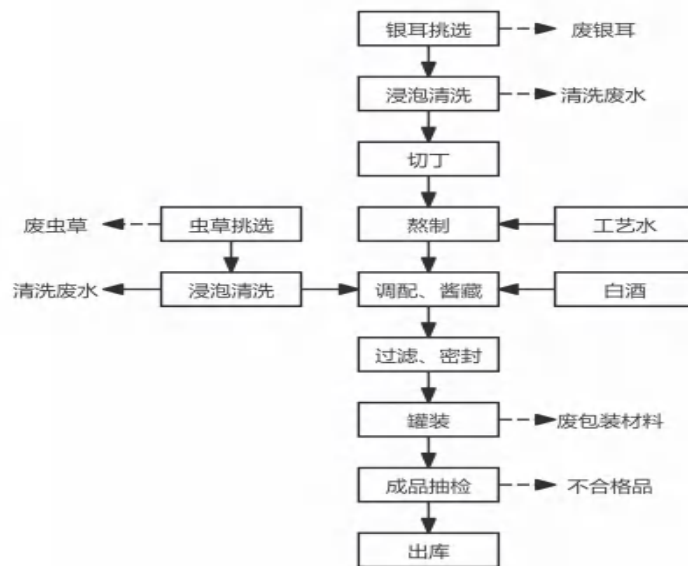 银耳挑选 废银耳
浸泡清洗 清洗废水
切丁
废虫草 虫草挑选 熬制 工艺水
清洗废水 浸泡清洗 调配、酱藏 白酒
过滤、密封
罐装 废包装材料
成品抽检 不合格品
出库